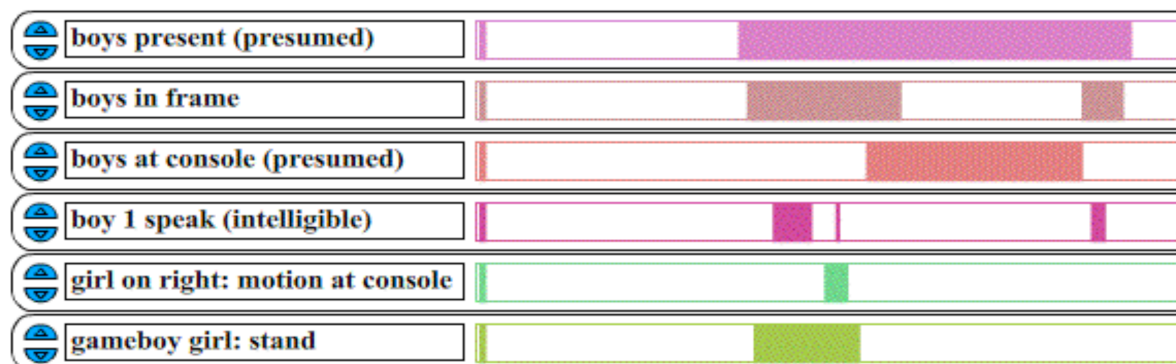 boys present (presumed)
boys in frame
boys at console (presumed)
boy 1 speak (intelligible)
girl on right: motion at console
gameboy girl: stand